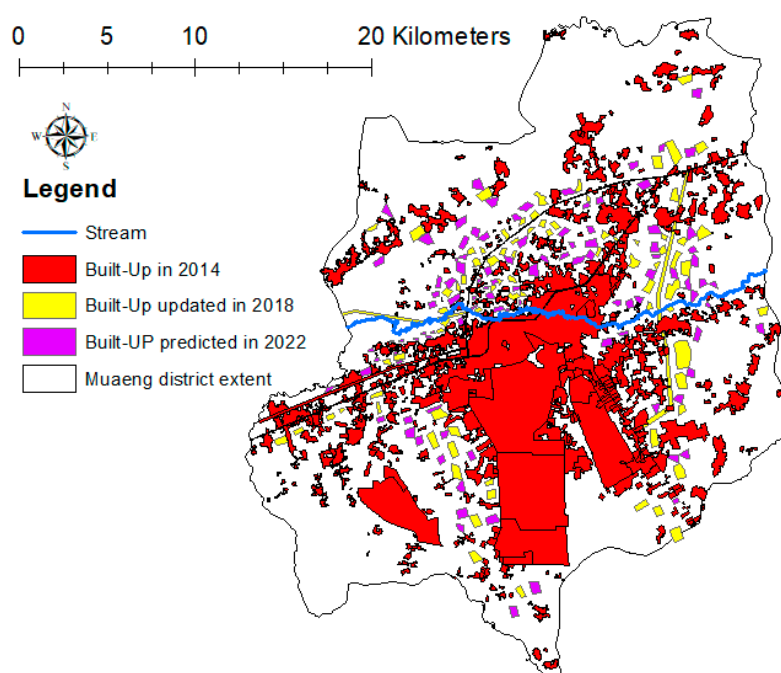 0 5 10 20 Kilometers
N
W E
S
Legend
Stream
Built-Up in 2014
Built-Up updated in 2018
Built-UP predicted in 2022
Muaeng district extent